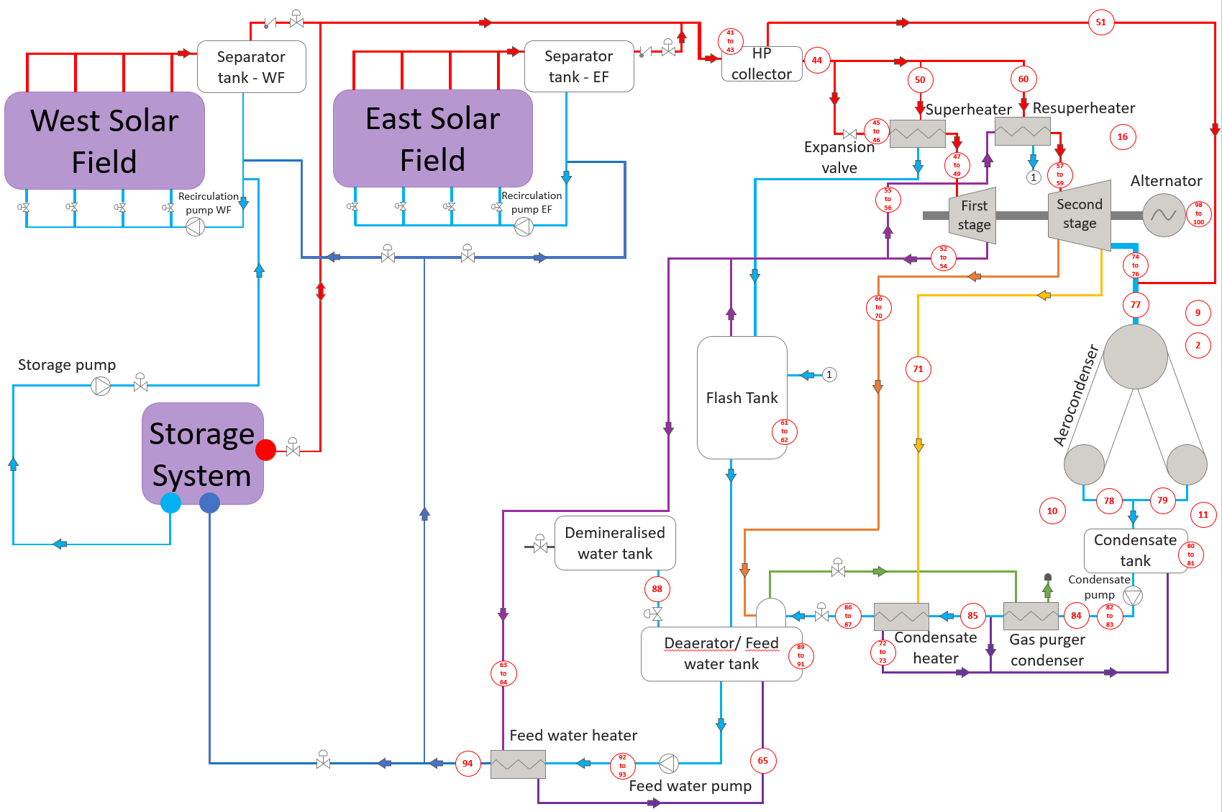 51
41
to
43
Separator
tank - WF
Separator
tank - EF
HP
collector
44
50
60
West Solar
Field
East Solar
Field
Superheater
Resuperheater
45
to
46
16
Expansion
valve
47
to
49
1
57
to
59
Alternator
Recirculation
pump WF
Recirculation
pump EF
55
to
56
First
stage
Second
stage
98
to
100
52
to
54
74
to
76
66
to
70
77
9
2
Storage pump
71
1
Flash Tank
Aerocondenser
61
to
62
Storage
System
78
79
10
11
Demineralised
water tank
Condensate
tank
80
to
81
Condensate
pump
88
86
to
87
85
84
82
to
83
Deaerator/ Feed
water tank
89
to
91
Condensate
heater
72
to
73
Gas purger
condenser
63
to
64
Feed water heater
94
92
to
93
65
Feed water pump